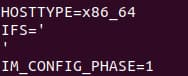 HOSTTYPE=x86_64
IFS='
'
IM_CONFIG_PHASE=1